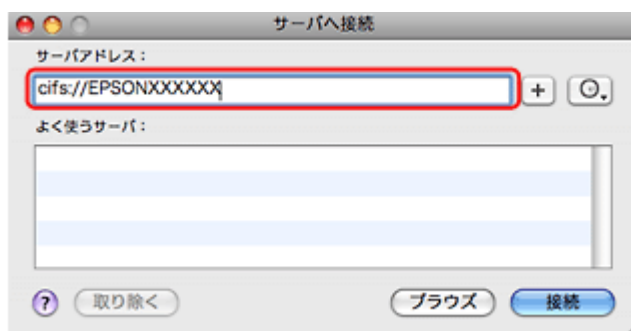 サーバへ接続
サーバアドレス：
cifs://EPSONXXXXXX
+
よく使うサーバ：
? 取り除く ブラウズ 接続